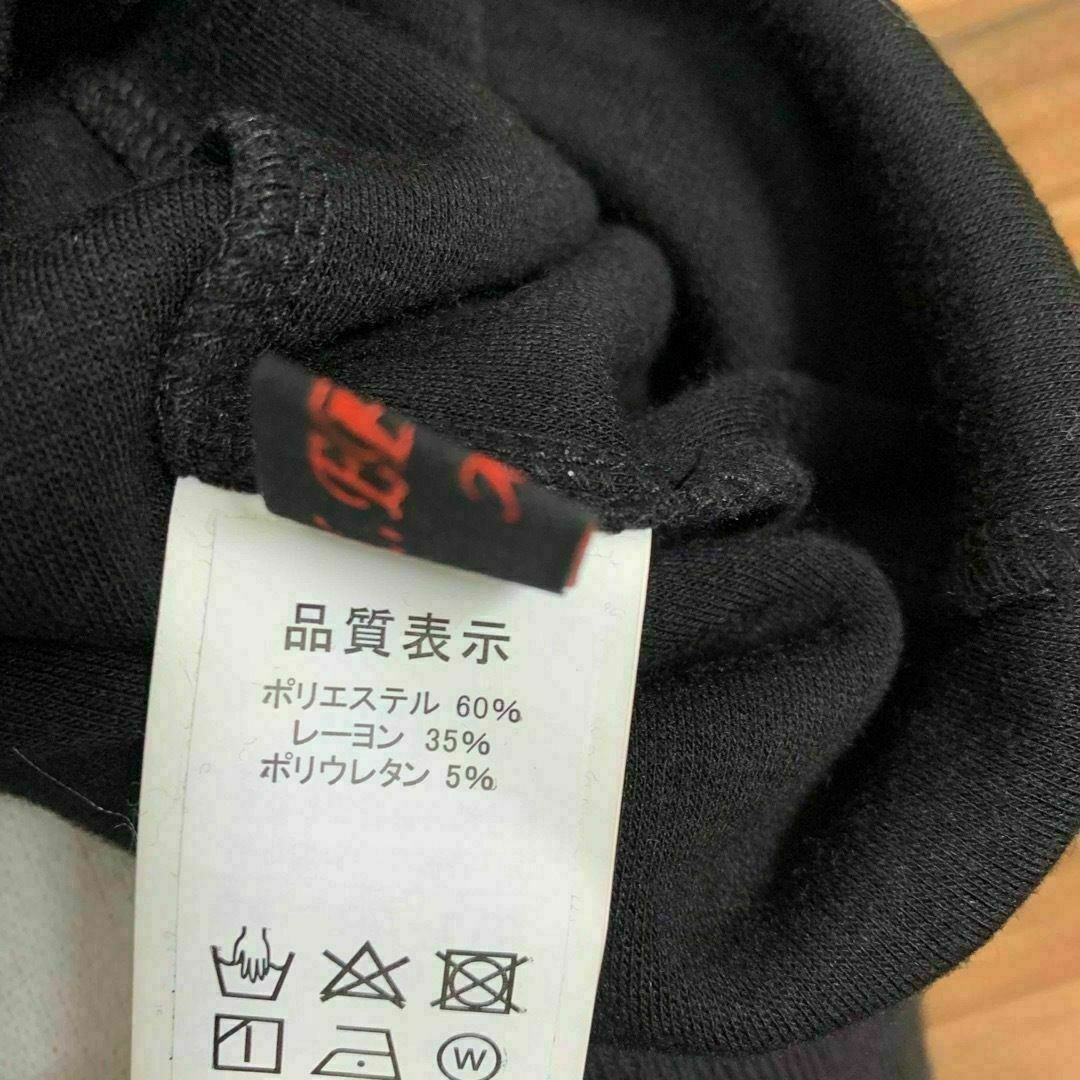 品質表示
ポリエステル 60%
レーヨン 35%
ポリウレタン 5%
W